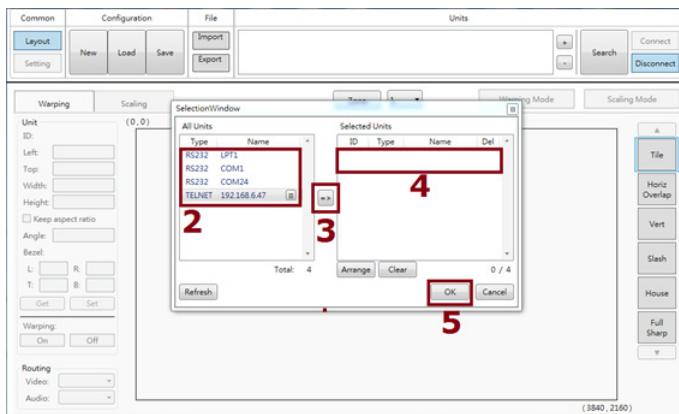 Common Configuration File Units
Layout
Setting
New Load Save
Import
Export
+
-
Search
Connect
Disconnect
Warping Scaling
Zone 1 Warping Mode Scaling Mode
Unit
ID:
Left:
Top:
Width:
Height:
Keep aspect ratio
Angle:
Bezel:
L: R:
T: B:
Get Set
Warping:
On Off
Routing
Video:
Audio:
(0,0)
SelectionWindow
All Units
Type Name
RS232 LPT1
RS232 COM1
RS232 COM24
TELNET 192.168.6.47
2
Total: 4
Refresh
=>
3
Selected Units
ID Type Name Del
4
Arrange Clear 0 / 4
OK Cancel
5
Tile
Horiz
Overlap
Vert
Slash
House
Full
Sharp
(3840, 2160)